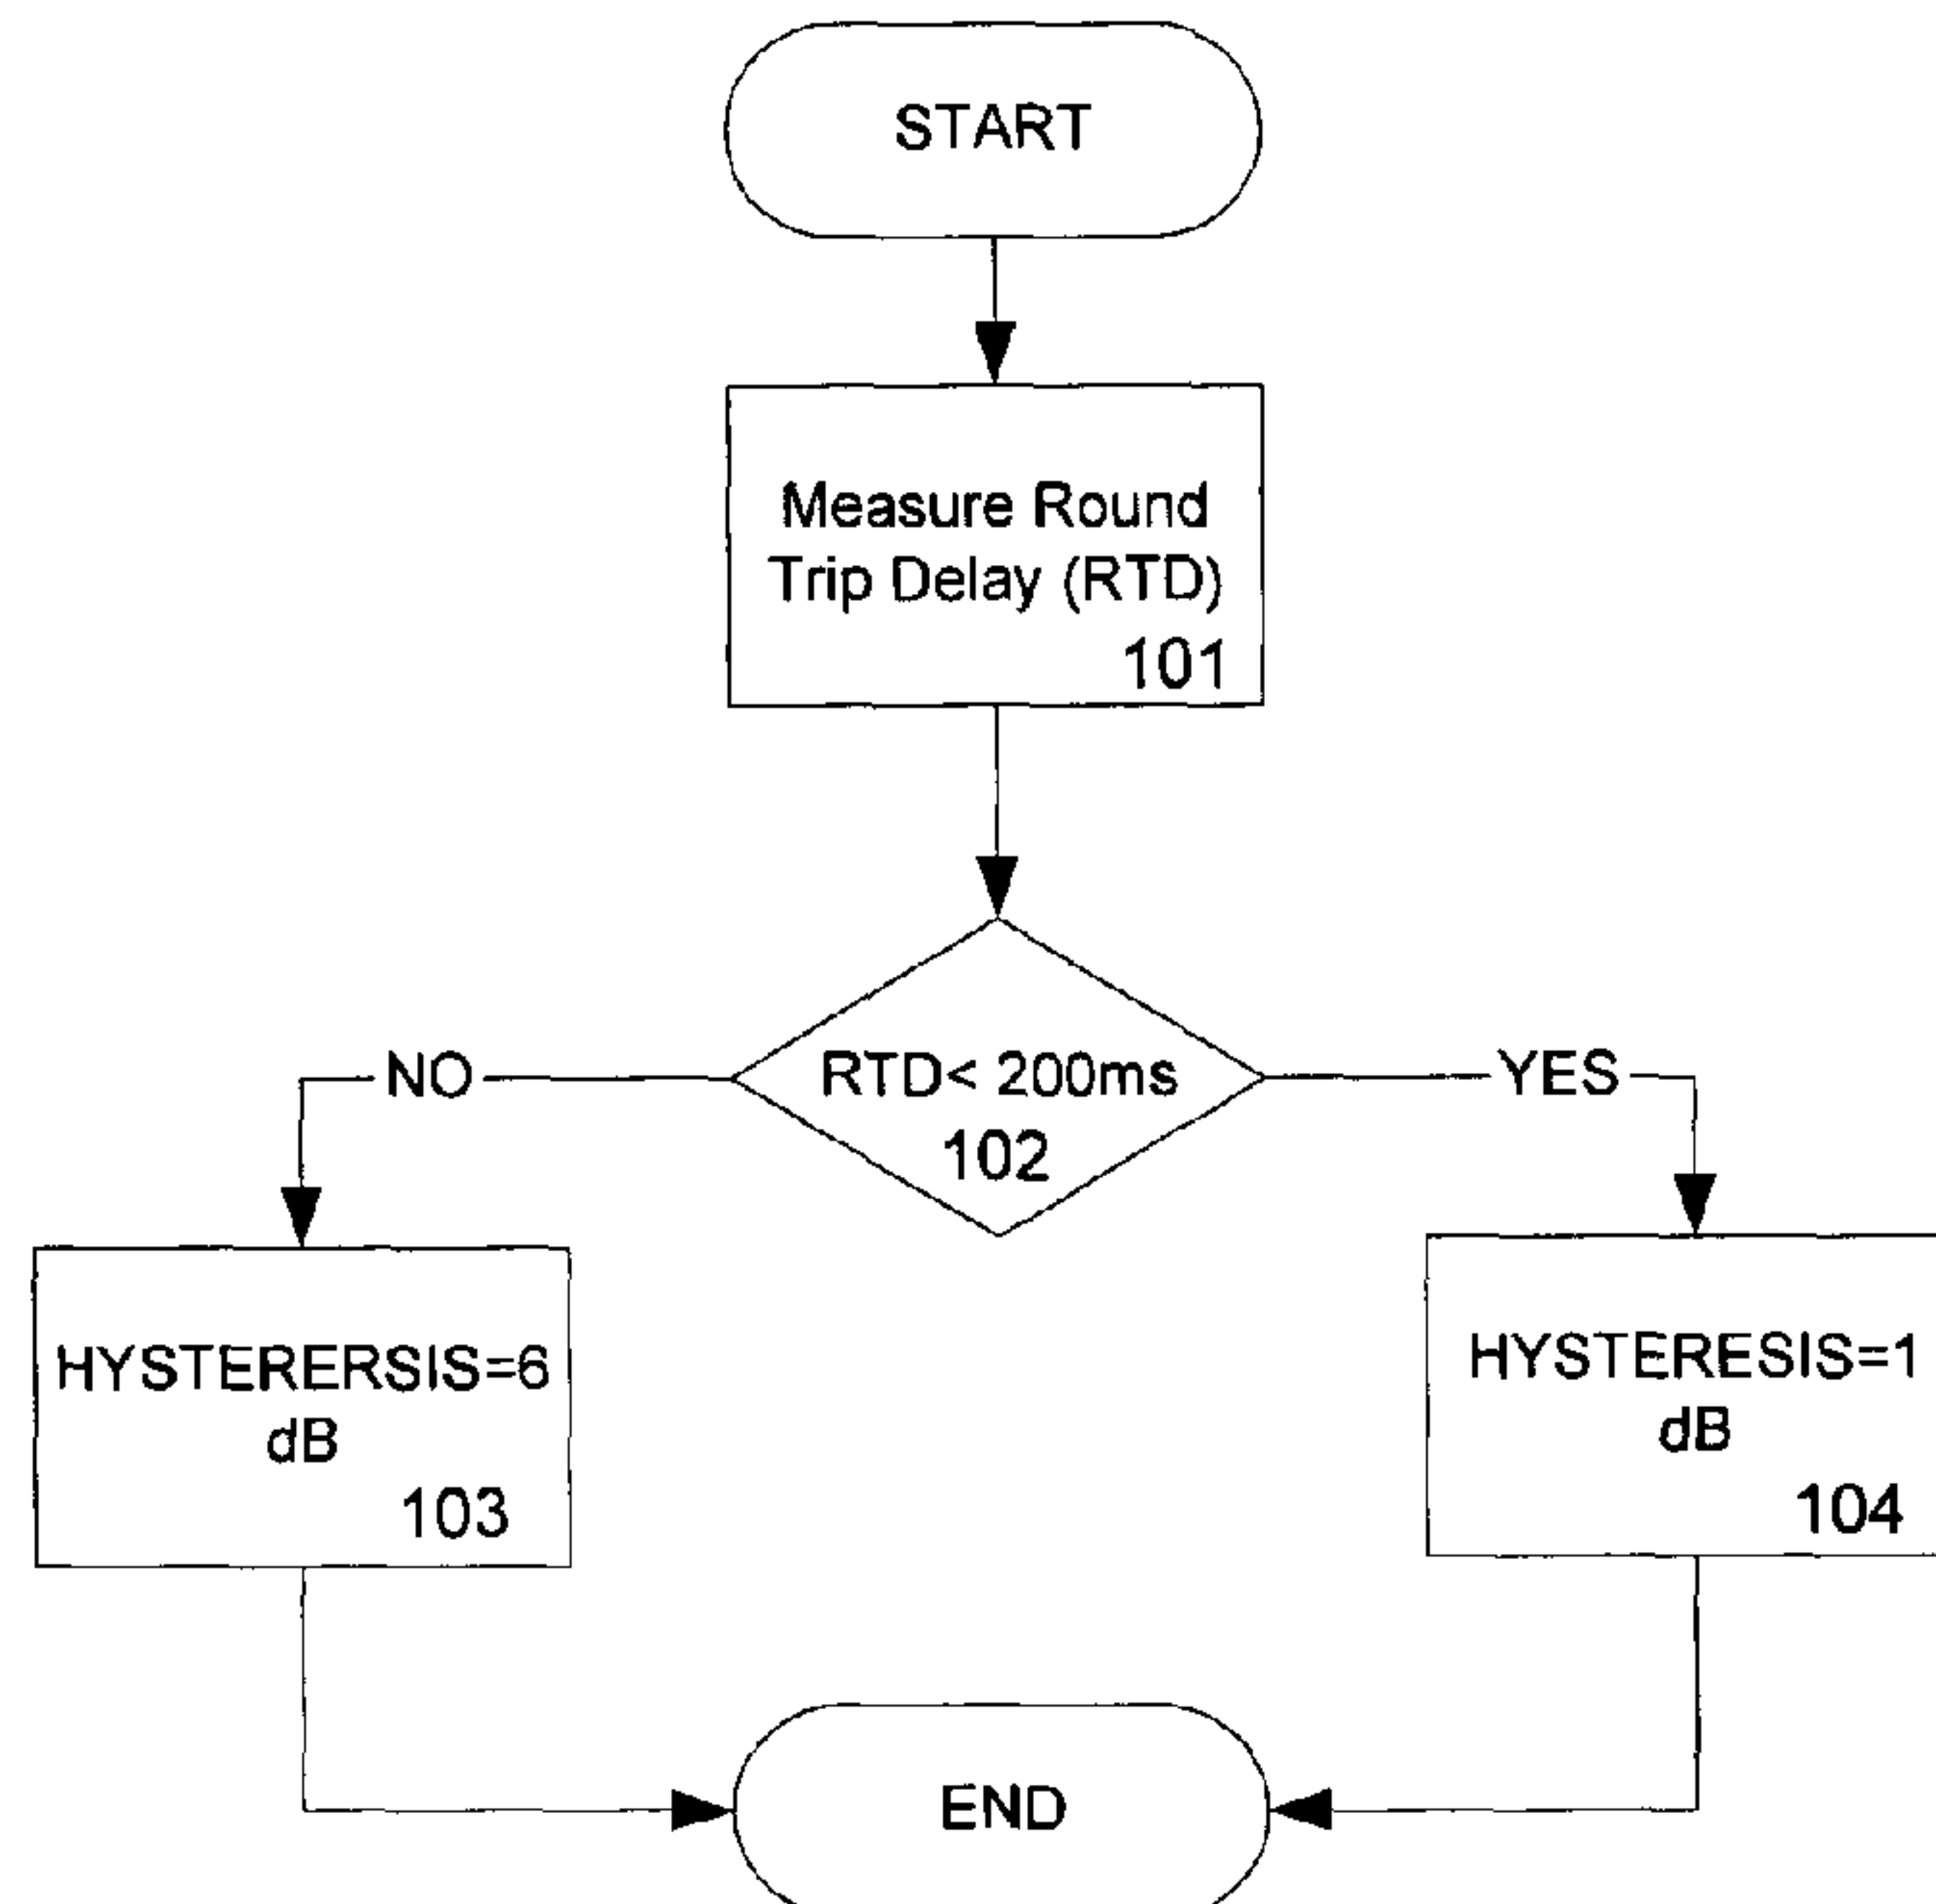 START
Measure Round
Trip Delay (RTD)
101
NO
RTD< 200ms
YES
102
HYSTERERSIS=6
dB
103
HYSTERESIS=1
dB
104
END